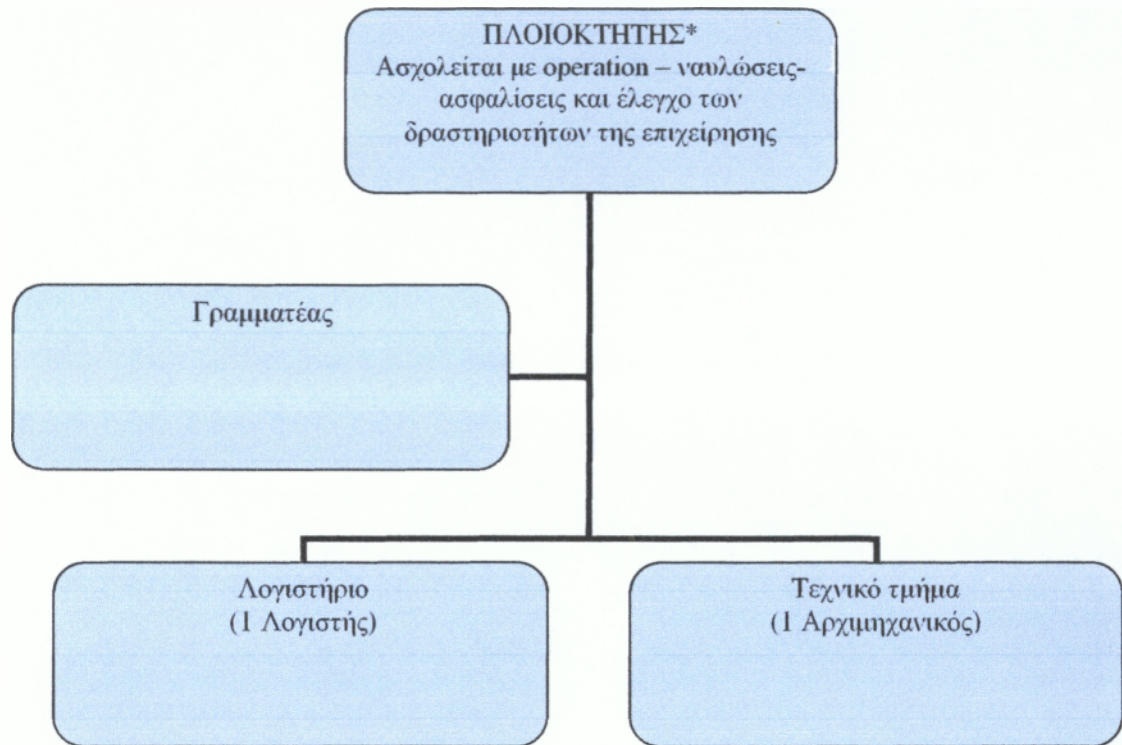 ΠΛΟΙΟΚΤΗΤΗΣ*
Ασχολείται με operation – ναυλώσεις-
ασφαλίσεις και έλεγχο των
δραστηριοτήτων της επιχείρησης
Γραμματέας
Λογιστήριο
(1 Λογιστής)
Τεχνικό τμήμα
(1 Αρχιμηχανικός)